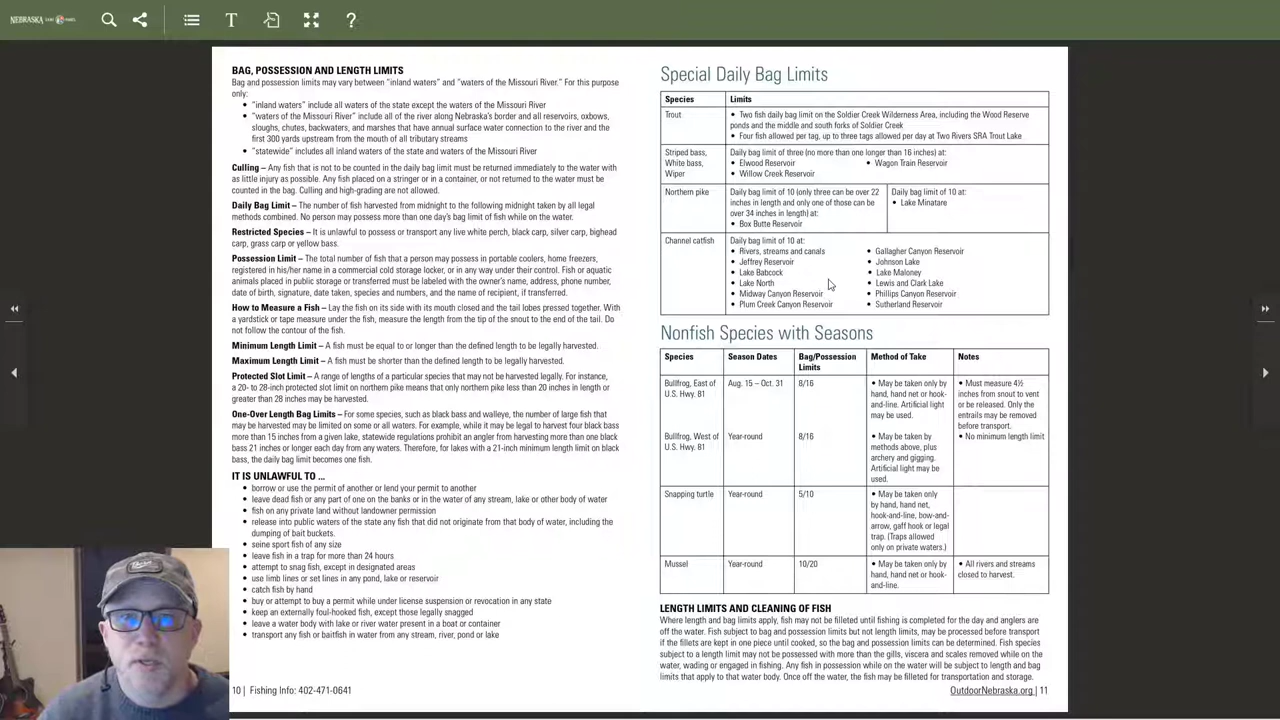 NEBRASKA
T
?
BAG, POSSESSION AND LENGTH LIMITS
Bag and possession limits may vary between "inland waters" and "waters of the Missouri River." For this purpose
only:
• "inland waters" include all waters of the state except the waters of the Missouri River
• "waters of the Missouri River" include all of the river along Nebraska's border and all reservoirs, oxbows,
sloughs, chutes, backwaters, and marshes that have annual surface water connection to the river and the
first 300 yards upstream from the mouth of all tributary streams
• "statewide" includes all inland waters of the state and waters of the Missouri River
Culling – Any fish that is not to be counted in the daily bag limit must be returned immediately to the water with
as little injury as possible. Any fish placed on a stringer or in a container, or not returned to the water must be
counted in the bag. Culling and high-grading are not allowed.
Daily Bag Limit – The number of fish harvested from midnight to the following midnight taken by all legal
methods combined. No person may possess more than one day's bag limit of fish while on the water.
Restricted Species – It is unlawful to possess or transport any live white perch, black carp, silver carp, bighead
carp, grass carp or yellow bass.
Possession Limit – The total number of fish that a person may possess in portable coolers, home freezers,
registered in his/her name in a commercial cold storage locker, or in any way under their control. Fish or aquatic
animals placed in public storage or transferred must be labeled with the owner's name, address, phone number,
date of birth, signature, date taken, species and numbers, and the name of recipient, if transferred.
How to Measure a Fish – Lay the fish on its side with its mouth closed and the tail lobes pressed together. With
a yardstick or tape measure under the fish, measure the length from the tip of the snout to the end of the tail. Do
not follow the contour of the fish.
Minimum Length Limit – A fish must be equal to or longer than the defined length to be legally harvested.
Maximum Length Limit – A fish must be shorter than the defined length to be legally harvested.
Protected Slot Limit – A range of lengths of a particular species that may not be harvested legally. For instance,
a 20- to 28-inch protected slot limit on northern pike means that only northern pike less than 20 inches in length or
greater than 28 inches may be harvested.
One-Over Length Bag Limits – For some species, such as black bass and walleye, the number of large fish that
may be harvested may be limited on some or all waters. For example, while it may be legal to harvest four black bass
more than 15 inches from a given lake, statewide regulations prohibit an angler from harvesting more than one black
bass 21 inches or longer each day from any waters. Therefore, for lakes with a 21-inch minimum length limit on black
bass, the daily bag limit becomes one fish.
IT IS UNLAWFUL TO ...
• borrow or use the permit of another or lend your permit to another
• leave dead fish or any part of one on the banks or in the water of any stream, lake or other body of water
• fish on any private land without landowner permission
• release into public waters of the state any fish that did not originate from that body of water, including the
dumping of bait buckets.
• seine sport fish of any size
• leave fish in a trap for more than 24 hours
• attempt to snag fish, except in designated areas
• use limb lines or set lines in any pond, lake or reservoir
• catch fish by hand
• buy or attempt to buy a permit while under license suspension or revocation in any state
• keep an externally foul-hooked fish, except those legally snagged
• leave a water body with lake or river water present in a boat or container
• transport any fish or baitfish in water from any stream, river, pond or lake
10 | Fishing Info: 402-471-0641
Special Daily Bag Limits
Species Limits
Trout • Two fish daily bag limit on the Soldier Creek Wilderness Area, including the Wood Reserve
ponds and the middle and south forks of Soldier Creek
• Four fish allowed per tag, up to three tags allowed per day at Two Rivers SRA Trout Lake
Striped bass, Daily bag limit of three (no more than one longer than 16 inches) at:
White bass, • Elwood Reservoir • Wagon Train Reservoir
Wiper • Willow Creek Reservoir
Northern pike Daily bag limit of 10 (only three can be over 22 Daily bag limit of 10 at:
inches in length and only one of those can be • Lake Minatare
over 34 inches in length) at:
• Box Butte Reservoir
Channel catfish Daily bag limit of 10 at:
• Rivers, streams and canals • Gallagher Canyon Reservoir
• Jeffrey Reservoir • Johnson Lake
• Lake Babcock • Lake Maloney
• Lake North • Lewis and Clark Lake
• Midway Canyon Reservoir • Phillips Canyon Reservoir
• Plum Creek Canyon Reservoir • Sutherland Reservoir
Nonfish Species with Seasons
Species Season Dates Bag/Possession Method of Take Notes
Limits
Bullfrog, East of Aug. 15 – Oct. 31 8/16 • May be taken only by • Must measure 4½
U.S. Hwy. 81 hand, hand net or hook- inches from snout to vent
and-line. Artificial light or be released. Only the
may be used. entrails may be removed
before transport.
Bullfrog, West of Year-round 8/16 • May be taken by • No minimum length limit
U.S. Hwy. 81 methods above, plus
archery and gigging.
Artificial light may be
used.
Snapping turtle Year-round 5/10 • May be taken only
by hand, hand net,
hook-and-line, bow-and-
arrow, gaff hook or legal
trap. (Traps allowed
only on private waters.)
Mussel Year-round 10/20 • May be taken only by • All rivers and streams
hand, hand net or hook- closed to harvest.
and-line.
LENGTH LIMITS AND CLEANING OF FISH
Where length and bag limits apply, fish may not be filleted until fishing is completed for the day and anglers are
off the water. Fish subject to bag and possession limits but not length limits, may be processed before transport
if the fillets are kept in one piece until cooked, so the bag and possession limits can be determined. Fish species
subject to a length limit may not be possessed with more than the gills, viscera and scales removed while on the
water, wading or engaged in fishing. Any fish in possession while on the water will be subject to length and bag
limits that apply to that water body. Once off the water, the fish may be filleted for transportation and storage.
OutdoorNebraska.org | 11